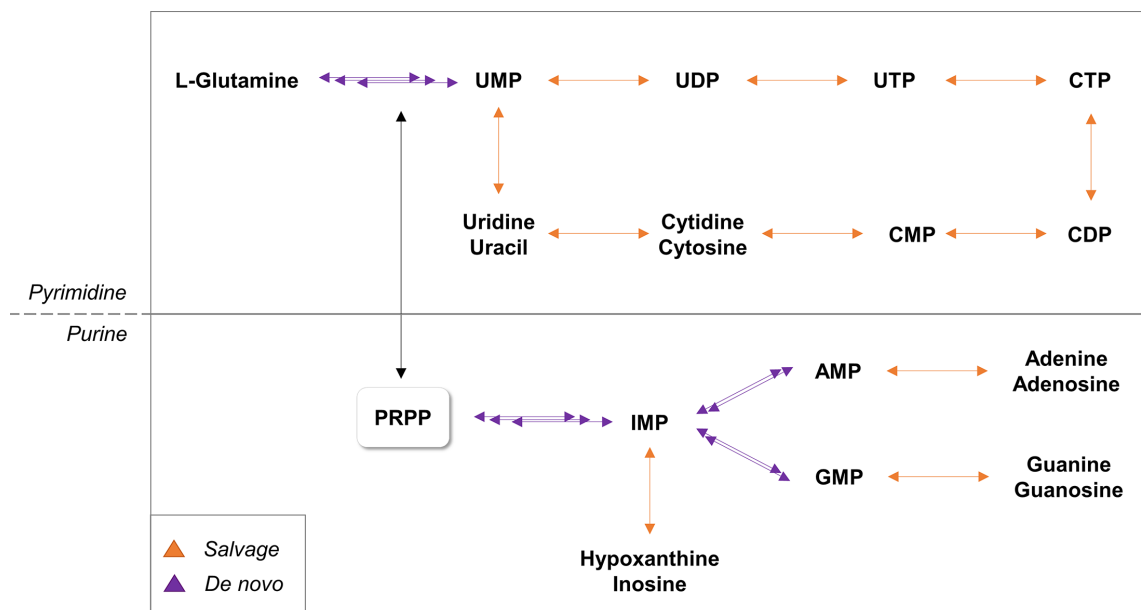 L-Glutamine
UMP
UDP
UTP
CTP
Uridine
Uracil
Cytidine
Cytosine
CMP
CDP
Pyrimidine
Purine
PRPP
IMP
AMP
Adenine
Adenosine
GMP
Guanine
Guanosine
Hypoxanthine
Inosine
Salvage
De novo